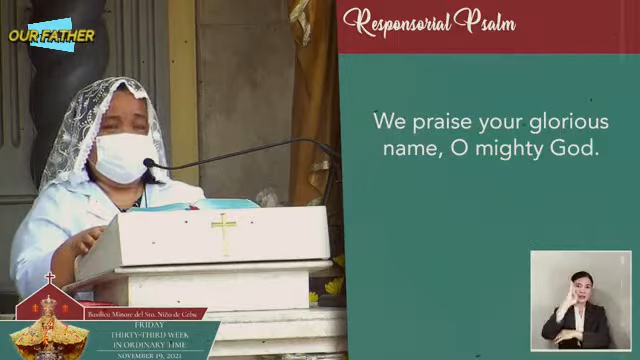 OUR FATHER
Responsorial Psalm
We praise your glorious
name, O mighty God.
Basilica Minore del Sto. Niño de Cebu
FRIDAY
THIRTY-THIRD WEEK
IN ORDINARY TIME
NOVEMBER 19, 2021